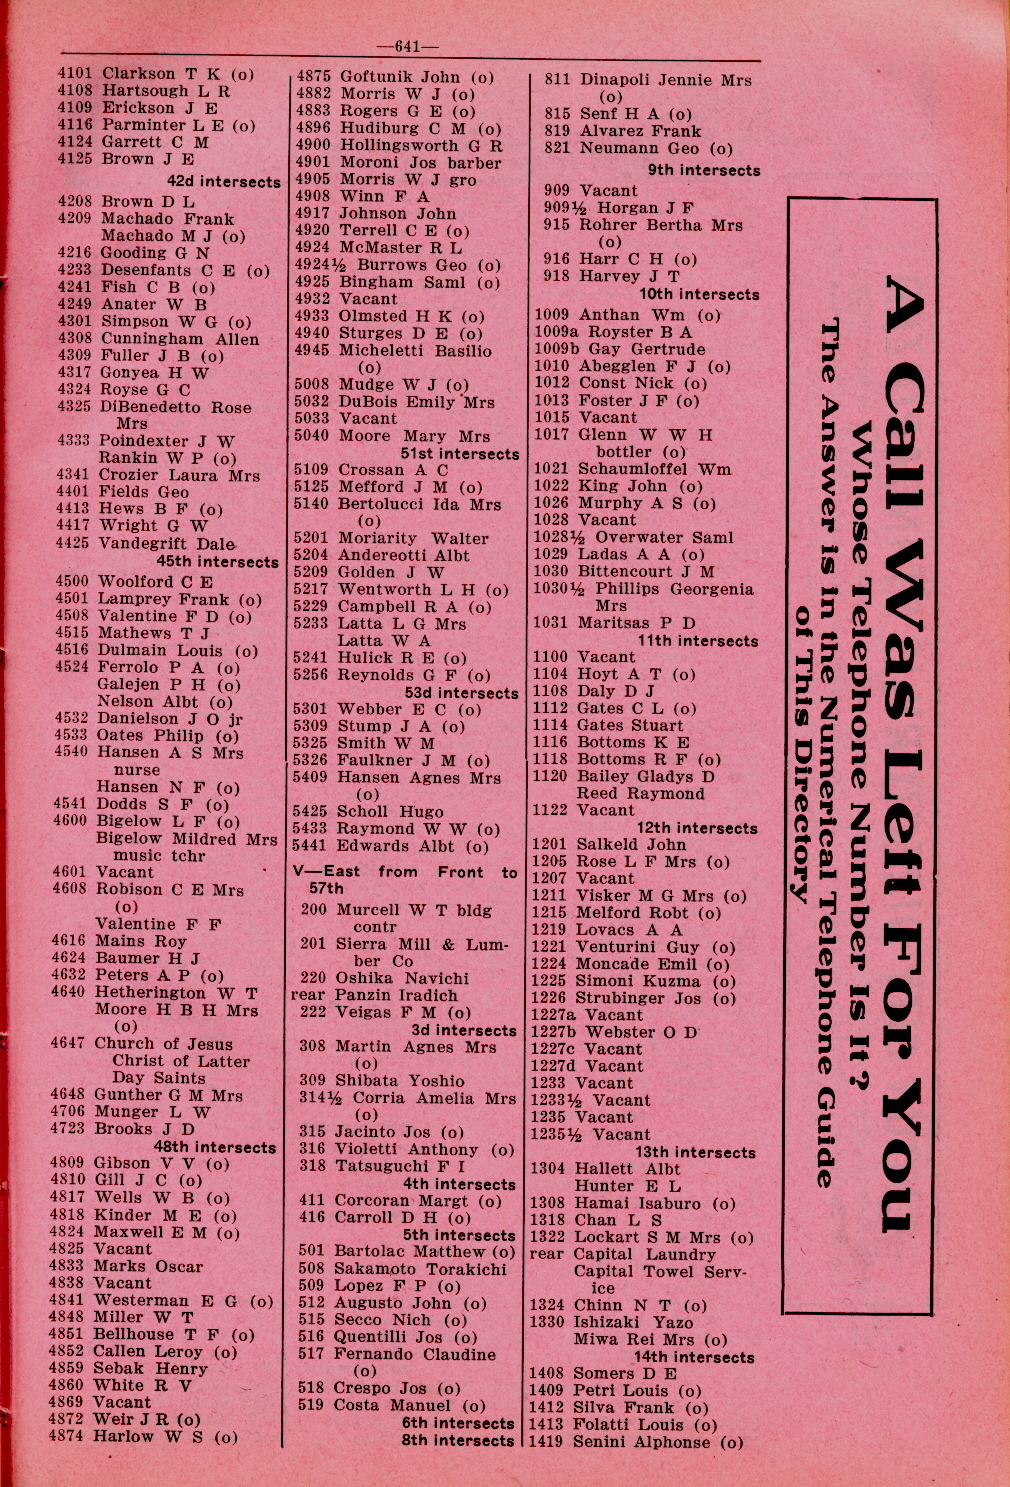 —641—
4101 Clarkson T K (o)
4108 Hartsough L R
4109 Erickson J E
4116 Parminter L E (o)
4124 Garrett C M
4125 Brown J E
42d intersects
4208 Brown D L
4209 Machado Frank
Machado M J (o)
4216 Gooding G N
4233 Desenfants C E (o)
4241 Fish C B (o)
4249 Anater W B
4301 Simpson W G (o)
4308 Cunningham Allen
4309 Fuller J B (o)
4317 Gonyea H W
4324 Royse G C
4325 DiBenedetto Rose
Mrs
4333 Poindexter J W
Rankin W P (o)
4341 Crozier Laura Mrs
4401 Fields Geo
4413 Hews B F (o)
4417 Wright G W
4425 Vandegrift Dale
45th intersects
4500 Woolford C E
4501 Lamprey Frank (o)
4508 Valentine F D (o)
4515 Mathews T J
4516 Dulmain Louis (o)
4524 Ferrolo P A (o)
Galejen P H (o)
Nelson Albt (o)
4532 Danielson J O jr
4533 Oates Philip (o)
4540 Hansen A S Mrs
nurse
Hansen N F (o)
4541 Dodds S F (o)
4600 Bigelow L F (o)
Bigelow Mildred Mrs
music tchr
4601 Vacant
4608 Robison C E Mrs
(o)
Valentine F F
4616 Mains Roy
4624 Baumer H J
4632 Peters A P (o)
4640 Hetherington W T
Moore H B H Mrs
(o)
4647 Church of Jesus
Christ of Latter
Day Saints
4648 Gunther G M Mrs
4706 Munger L W
4723 Brooks J D
48th intersects
4809 Gibson V V (o)
4810 Gill J C (o)
4817 Wells W B (o)
4818 Kinder M E (o)
4824 Maxwell E M (o)
4825 Vacant
4833 Marks Oscar
4838 Vacant
4841 Westerman E G (o)
4848 Miller W T
4851 Bellhouse T F (o)
4852 Callen Leroy (o)
4859 Sebak Henry
4860 White R V
4869 Vacant
4872 Weir J R (o)
4874 Harlow W S (o)
4875 Goftunik John (o)
4882 Morris W J (o)
4883 Rogers G E (o)
4896 Hudiburg C M (o)
4900 Hollingsworth G R
4901 Moroni Jos barber
4905 Morris W J gro
4908 Winn F A
4917 Johnson John
4920 Terrell C E (o)
4924 McMaster R L
4924½ Burrows Geo (o)
4925 Bingham Saml (o)
4932 Vacant
4933 Olmsted H K (o)
4940 Sturges D E (o)
4945 Micheletti Basilio
(o)
5008 Mudge W J (o)
5032 DuBois Emily Mrs
5033 Vacant
5040 Moore Mary Mrs
51st intersects
5109 Crossan A C
5125 Mefford J M (o)
5140 Bertolucci Ida Mrs
(o)
5201 Moriarity Walter
5204 Andereotti Albt
5209 Golden J W
5217 Wentworth L H (o)
5229 Campbell R A (o)
5233 Latta L G Mrs
Latta W A
5241 Hulick R E (o)
5256 Reynolds G F (o)
53d intersects
5301 Webber E C (o)
5309 Stump J A (o)
5325 Smith W M
5326 Faulkner J M (o)
5409 Hansen Agnes Mrs
(o)
5425 Scholl Hugo
5433 Raymond W W (o)
5441 Edwards Albt (o)
V—East from Front to
57th
200 Murcell W T bldg
contr
201 Sierra Mill & Lum-
ber Co
220 Oshika Navichi
rear Panzin Iradich
222 Veigas F M (o)
3d intersects
308 Martin Agnes Mrs
(o)
309 Shibata Yoshio
314½ Corria Amelia Mrs
(o)
315 Jacinto Jos (o)
316 Violetti Anthony (o)
318 Tatsuguchi F I
4th intersects
411 Corcoran Margt (o)
416 Carroll D H (o)
5th intersects
501 Bartolac Matthew (o)
508 Sakamoto Torakichi
509 Lopez F P (o)
512 Augusto John (o)
515 Secco Nich (o)
516 Quentilli Jos (o)
517 Fernando Claudine
(o)
518 Crespo Jos (o)
519 Costa Manuel (o)
6th intersects
8th intersects
811 Dinapoli Jennie Mrs
(o)
815 Senf H A (o)
819 Alvarez Frank
821 Neumann Geo (o)
9th intersects
909 Vacant
909½ Horgan J F
915 Rohrer Bertha Mrs
(o)
916 Harr C H (o)
918 Harvey J T
10th intersects
1009 Anthan Wm (o)
1009a Royster B A
1009b Gay Gertrude
1010 Abegglen F J (o)
1012 Const Nick (o)
1013 Foster J F (o)
1015 Vacant
1017 Glenn W W H
bottler (o)
1021 Schaumloffel Wm
1022 King John (o)
1026 Murphy A S (o)
1028 Vacant
1028½ Overwater Saml
1029 Ladas A A (o)
1030 Bittencourt J M
1030½ Phillips Georgenia
Mrs
1031 Maritsas P D
11th intersects
1100 Vacant
1104 Hoyt A T (o)
1108 Daly D J
1112 Gates C L (o)
1114 Gates Stuart
1116 Bottoms K E
1118 Bottoms R F (o)
1120 Bailey Gladys D
Reed Raymond
1122 Vacant
12th intersects
1201 Salkeld John
1205 Rose L F Mrs (o)
1207 Vacant
1211 Visker M G Mrs (o)
1215 Melford Robt (o)
1219 Lovacs A A
1221 Venturini Guy (o)
1224 Moncade Emil (o)
1225 Simoni Kuzma (o)
1226 Strubinger Jos (o)
1227a Vacant
1227b Webster O D
1227c Vacant
1227d Vacant
1233 Vacant
1233½ Vacant
1235 Vacant
1235½ Vacant
13th intersects
1304 Hallett Albt
Hunter E L
1308 Hamai Isaburo (o)
1318 Chan L S
1322 Lockart S M Mrs (o)
rear Capital Laundry
Capital Towel Serv-
ice
1324 Chinn N T (o)
1330 Ishizaki Yazo
Miwa Rei Mrs (o)
14th intersects
1408 Somers D E
1409 Petri Louis (o)
1412 Silva Frank (o)
1413 Folatti Louis (o)
1419 Senini Alphonse (o)
A Call Was Left For You
Whose Telephone Number Is It?
The Answer is in the Numerical Telephone Guide
of This Directory